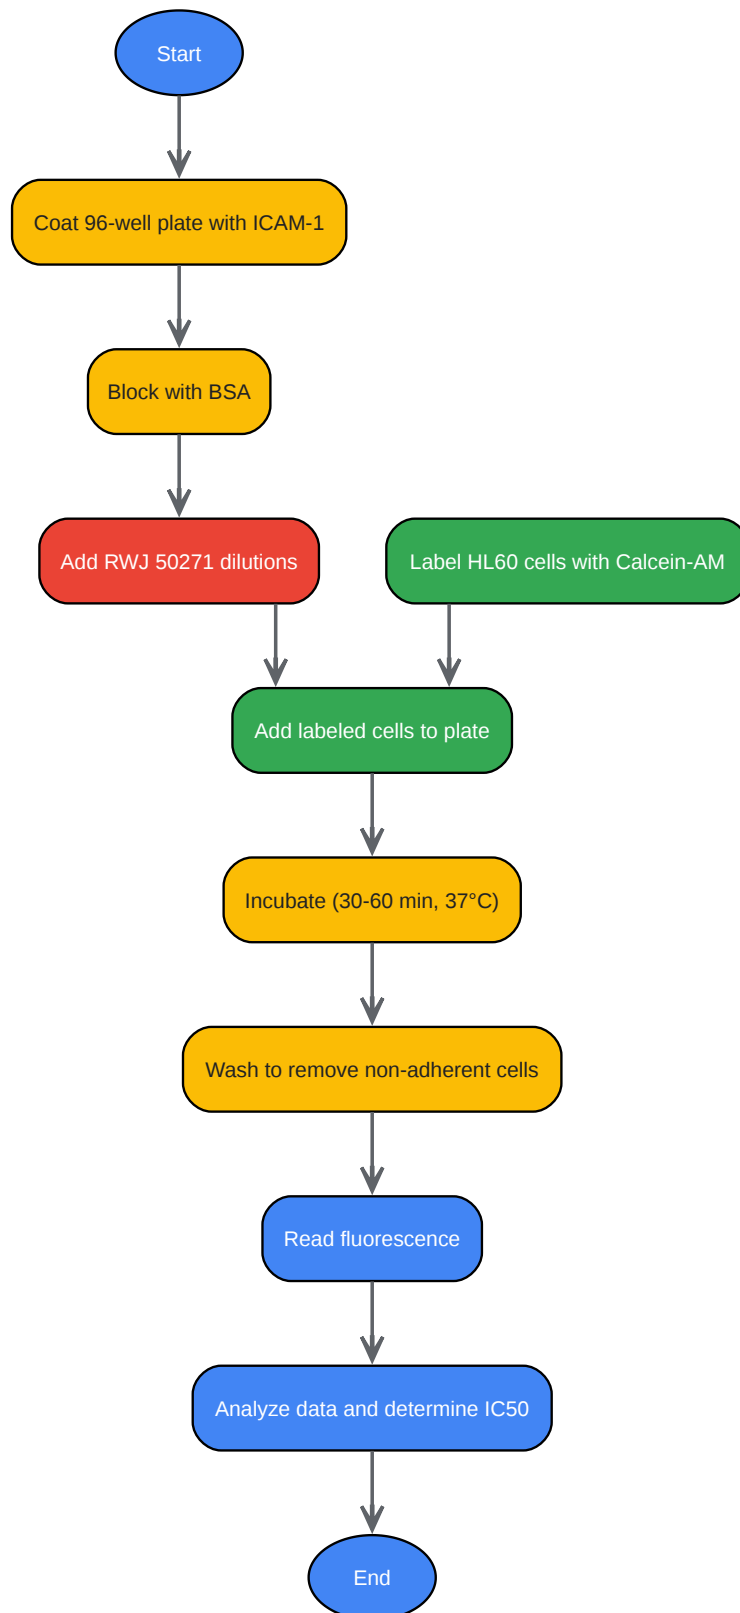 Start
Coat 96-well plate with ICAM-1
Block with BSA
Add RWJ 50271 dilutions
Label HL60 cells with Calcein-AM
Add labeled cells to plate
Incubate (30-60 min, 37°C)
Wash to remove non-adherent cells
Read fluorescence
Analyze data and determine IC50
End